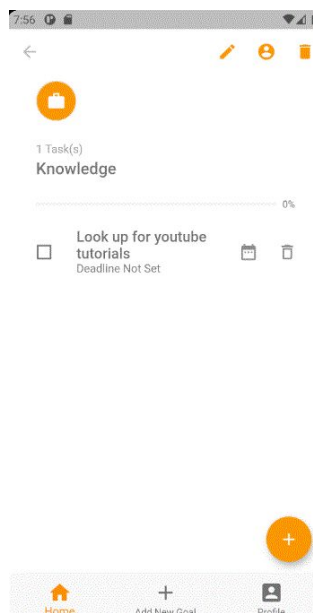 7:56
1 Task(s)
Knowledge
0%
Look up for youtube
tutorials
Deadline Not Set
Home
Add New Goal
Profile